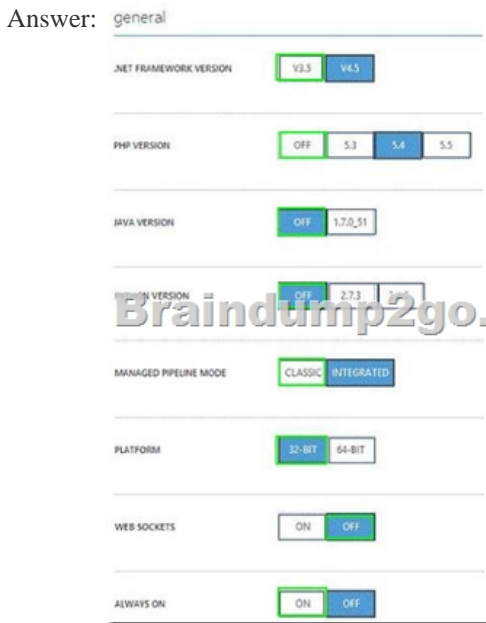 Answer: general
.NET FRAMEWORK VERSION V3.5 V4.5
PHP VERSION OFF 5.3 5.4 5.5
JAVA VERSION OFF 1.7.0_51
VERSION OFF 2.7.3
Braindump2go.
MANAGED PIPELINE MODE CLASSIC INTEGRATED
PLATFORM 32-BIT 64-BIT
WEB SOCKETS ON OFF
ALWAYS ON ON OFF